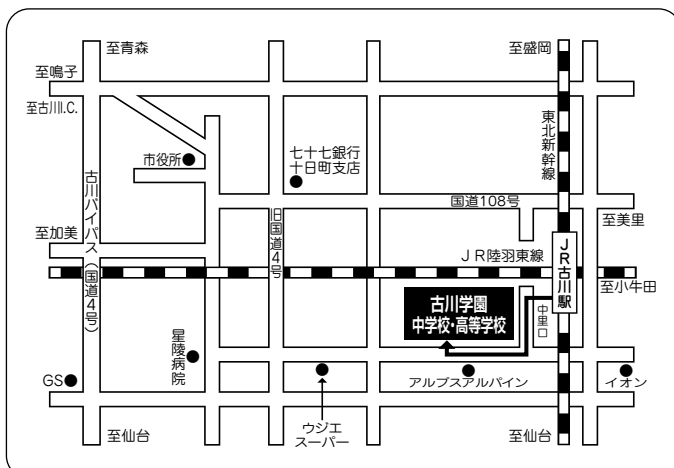 至青森
至盛岡
至鳴子
至古川I.C.
市役所
七十七銀行
十日町支店
東北新幹線
国道108号
至美里
古川バイパス（国道4号）
旧国道4号
至加美
JR陸羽東線
JR古川駅
至小牛田
古川学園
中学校・高等学校
中里口
星陵病院
GS
アルプスアルパイン
イオン
ウジエ
スーパー
至仙台
至仙台